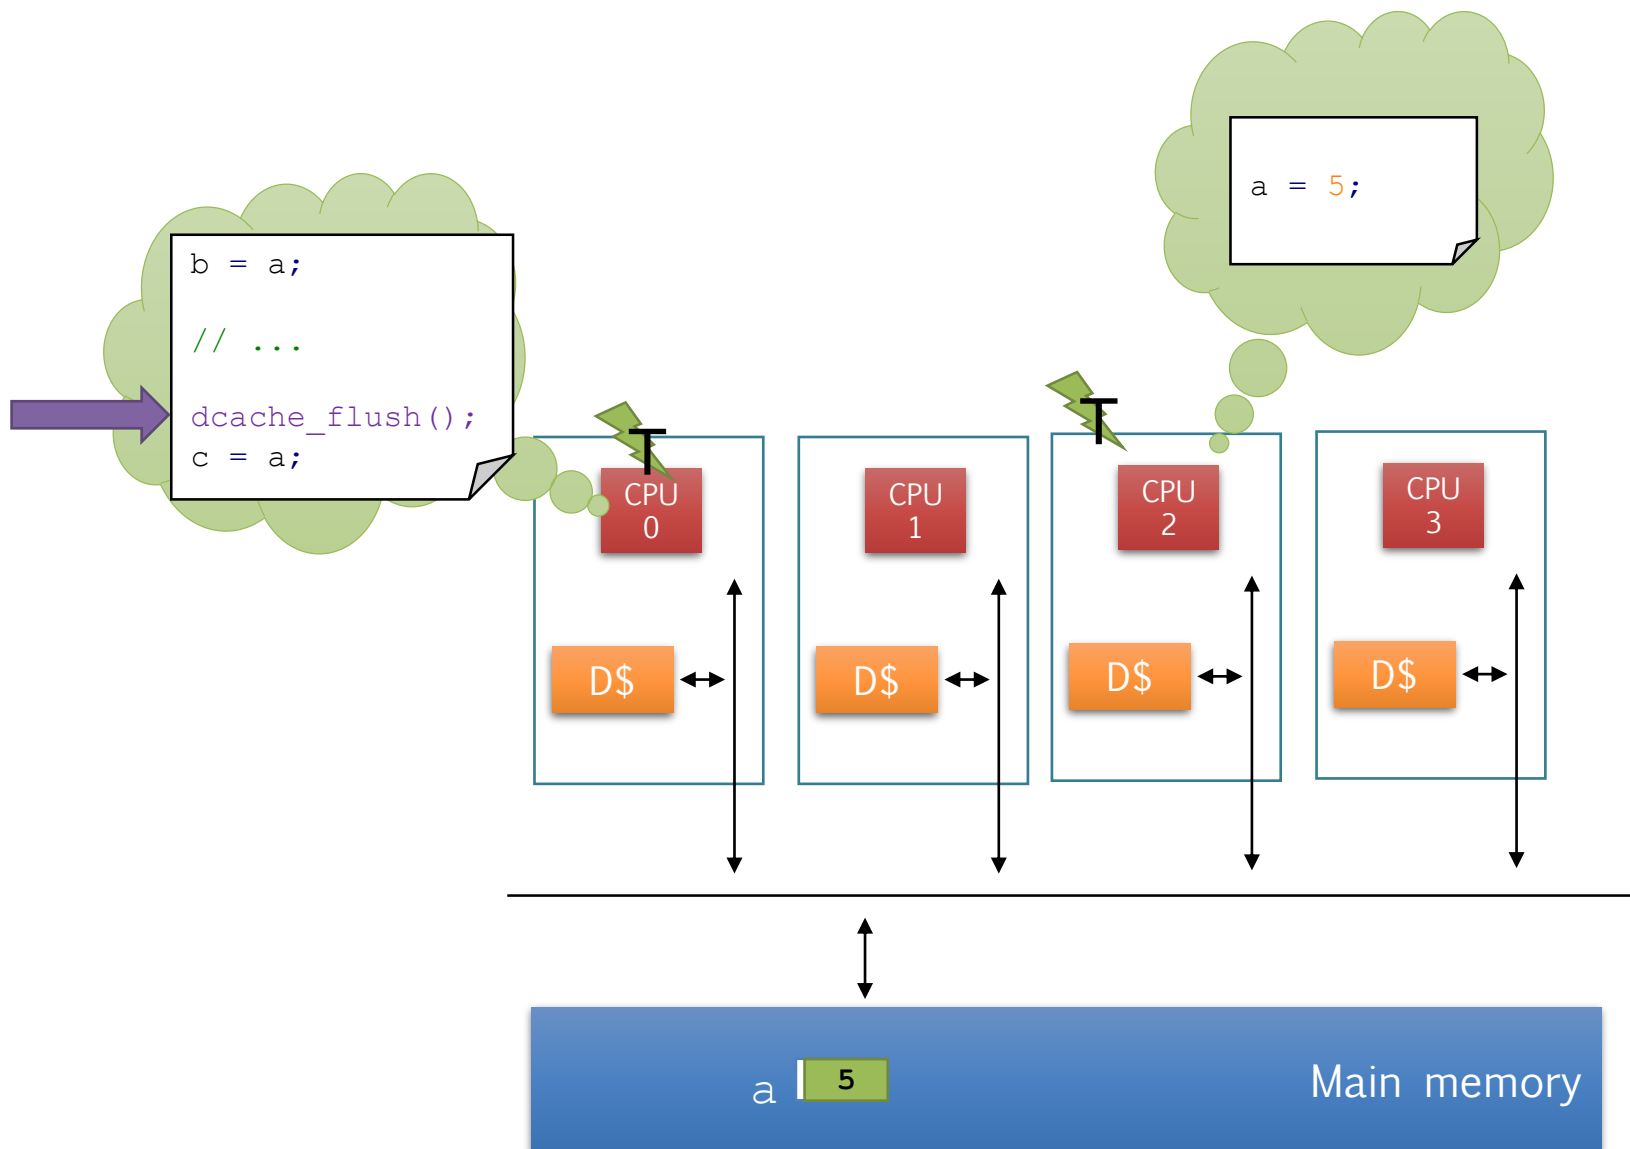 a = 5;
b = a;
// ...
dcache_flush();
c = a;
T
T
CPU
0
CPU
1
CPU
2
CPU
3
D$
D$
D$
D$
a
5
Main memory